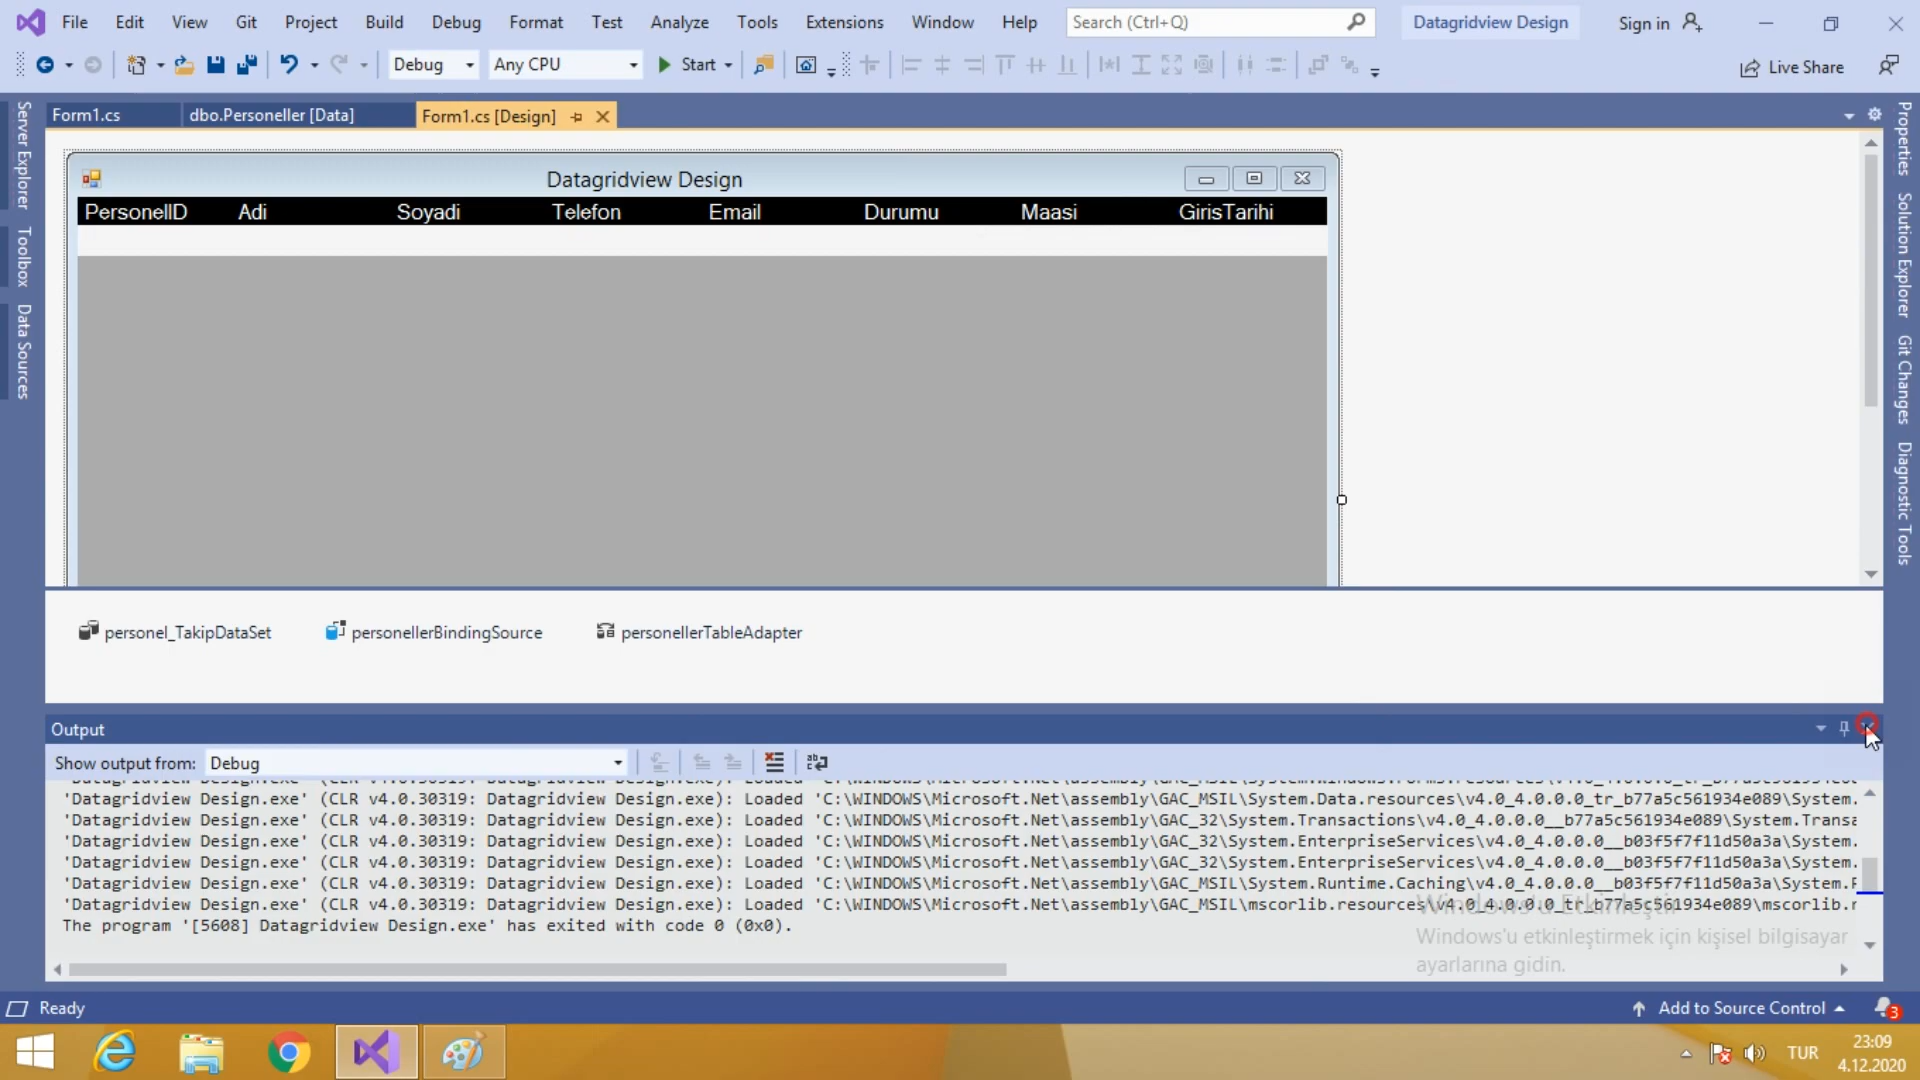 File Edit View Git Project Build Debug Format Test Analyze Tools Extensions Window Help Search (Ctrl+Q) Datagridview Design Sign in
Debug Any CPU Start Live Share
Form1.cs dbo.Personeller [Data] Form1.cs [Design]
Server Explorer
Toolbox
Data Sources
Properties
Solution Explorer
Git Changes
Diagnostic Tools
Datagridview Design
PersonelID Adi Soyadi Telefon Email Durumu Maasi GirisTarihi
personel_TakipDataSet personellerBindingSource personellerTableAdapter
Output
Show output from: Debug
'Datagridview Design.exe' (CLR v4.0.30319: Datagridview Design.exe): Loaded 'C:\WINDOWS\Microsoft.Net\assembly\GAC_MSIL\System.Data.resources\v4.0_4.0.0.0_tr_b77a5c561934e089\System.
'Datagridview Design.exe' (CLR v4.0.30319: Datagridview Design.exe): Loaded 'C:\WINDOWS\Microsoft.Net\assembly\GAC_32\System.Transactions\v4.0_4.0.0.0__b77a5c561934e089\System.Transa
'Datagridview Design.exe' (CLR v4.0.30319: Datagridview Design.exe): Loaded 'C:\WINDOWS\Microsoft.Net\assembly\GAC_32\System.EnterpriseServices\v4.0_4.0.0.0__b03f5f7f11d50a3a\System.
'Datagridview Design.exe' (CLR v4.0.30319: Datagridview Design.exe): Loaded 'C:\WINDOWS\Microsoft.Net\assembly\GAC_32\System.EnterpriseServices\v4.0_4.0.0.0__b03f5f7f11d50a3a\System.
'Datagridview Design.exe' (CLR v4.0.30319: Datagridview Design.exe): Loaded 'C:\WINDOWS\Microsoft.Net\assembly\GAC_MSIL\System.Runtime.Caching\v4.0_4.0.0.0__b03f5f7f11d50a3a\System.R
'Datagridview Design.exe' (CLR v4.0.30319: Datagridview Design.exe): Loaded 'C:\WINDOWS\Microsoft.Net\assembly\GAC_MSIL\mscorlib.resources\v4.0_4.0.0.0_tr_b77a5c561934e089\mscorlib.r
The program '[5608] Datagridview Design.exe' has exited with code 0 (0x0).
Windows'u Etkinleştir
Windows'u etkinleştirmek için kişisel bilgisayar
ayarlarına gidin.
Ready Add to Source Control 3
TUR 23:09
4.12.2020